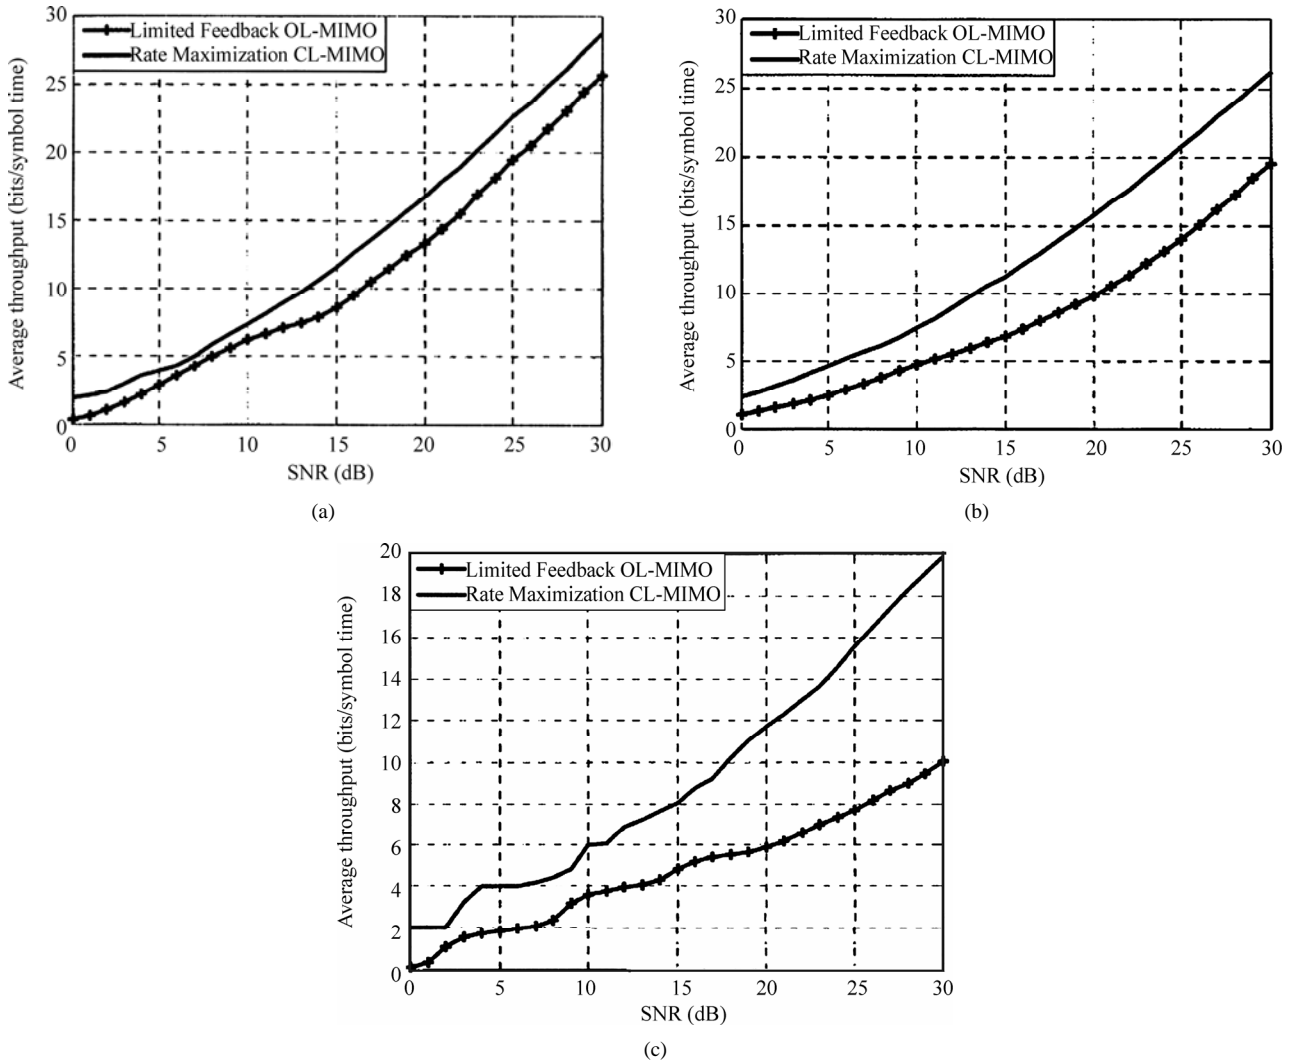 30
25
20
15
10
5
0
Average throughput (bits/symbol time)
Limited Feedback OL-MIMO
Rate Maximization CL-MIMO
0 5 10 15 20 25 30
SNR (dB)
(a)
30
25
20
15
10
5
0
Average throughput (bits/symbol time)
Limited Feedback OL-MIMO
Rate Maximization CL-MIMO
0 5 10 15 20 25 30
SNR (dB)
(b)
20
18
16
14
12
10
8
6
4
2
0
Average throughput (bits/symbol time)
Limited Feedback OL-MIMO
Rate Maximization CL-MIMO
0 5 10 15 20 25 30
SNR (dB)
(c)